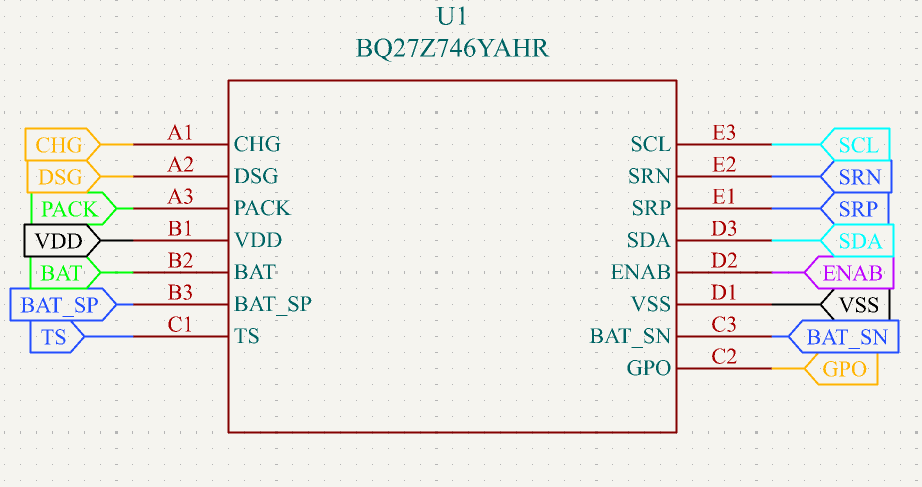 U1
BQ27Z746YAHR
CHG A1 CHG SCL E3 SCL
DSG A2 DSG SRN E2 SRN
PACK A3 PACK SRP E1 SRP
VDD B1 VDD SDA D3 SDA
BAT B2 BAT ENAB D2 ENAB
BAT_SP B3 BAT_SP VSS D1 VSS
TS C1 TS BAT_SN C3 BAT_SN
GPO C2 GPO